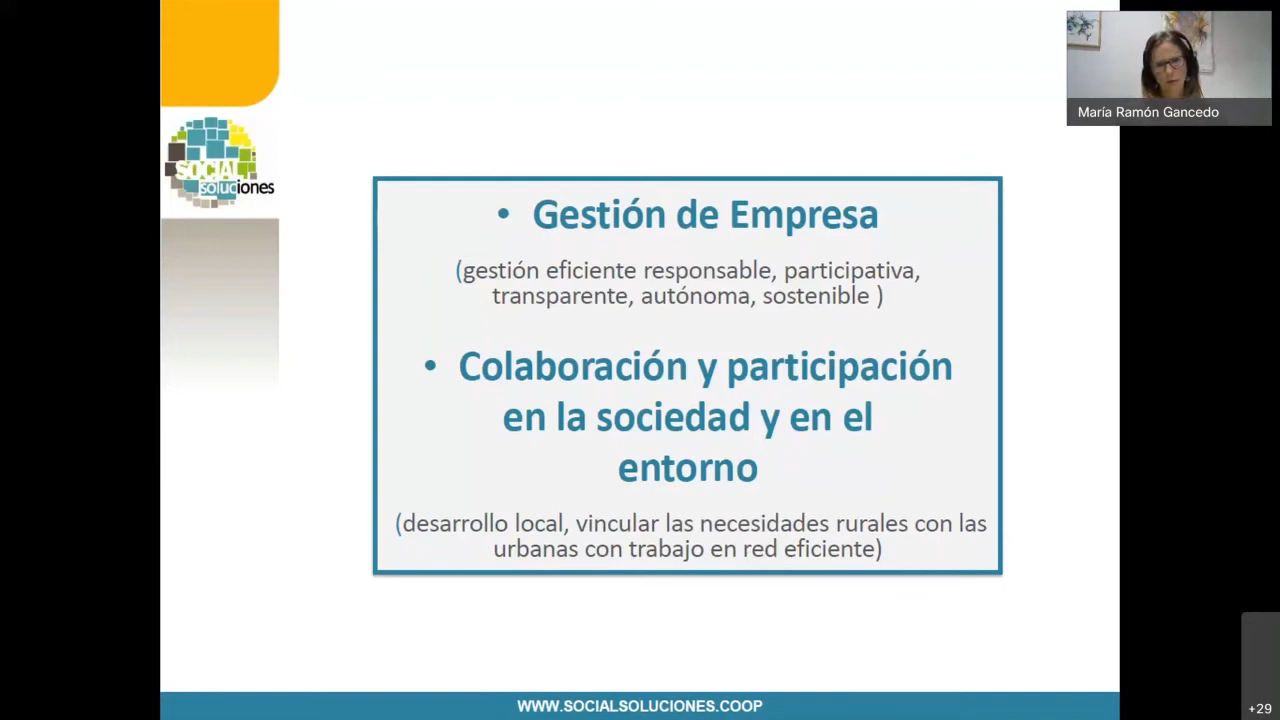 María Ramón Gancedo
SOCIAL
soluciones
• Gestión de Empresa
(gestión eficiente responsable, participativa,
transparente, autónoma, sostenible )
• Colaboración y participación
en la sociedad y en el
entorno
(desarrollo local, vincular las necesidades rurales con las
urbanas con trabajo en red eficiente)
WWW.SOCIALSOLUCIONES.COOP
+29